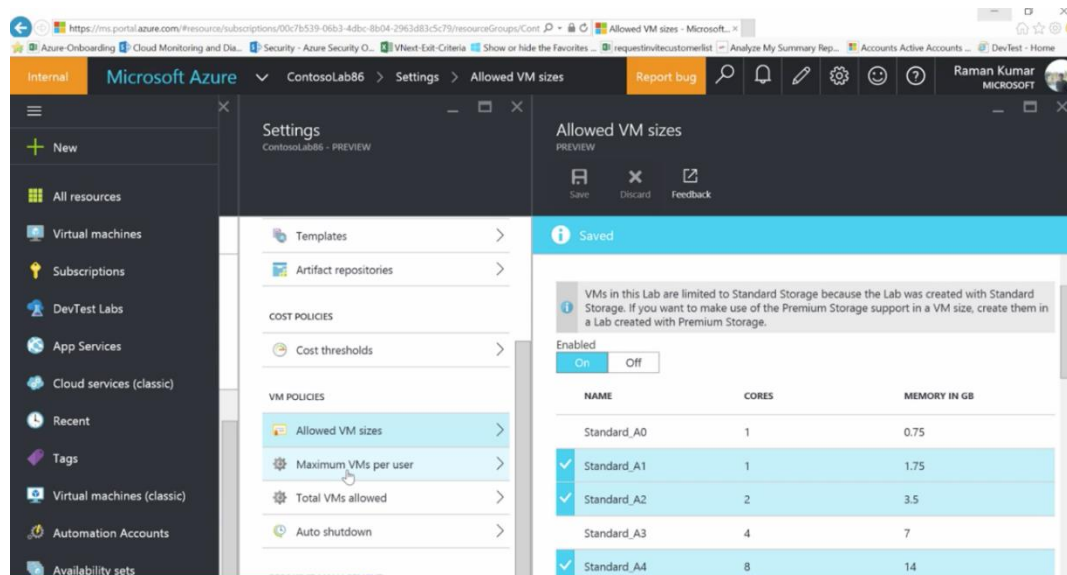 https://ms.portal.azure.com/#resource/subscriptions/00c7b539-06b3-4dbc-8b04-2963d83c5c79/resourceGroups/Cont
Allowed VM sizes - Microsoft...
Azure-Onboarding
Cloud Monitoring and Dia...
Security - Azure Security O...
VNext-Exit-Criteria
Show or hide the Favorites ...
requestinvitecustomerlist
Analyze My Summary Rep...
Accounts Active Accounts ...
DevTest - Home
Internal
Microsoft Azure
ContosoLab86 > Settings > Allowed VM sizes
Report bug
Raman Kumar
MICROSOFT
New
All resources
Virtual machines
Subscriptions
DevTest Labs
App Services
Cloud services (classic)
Recent
Tags
Virtual machines (classic)
Automation Accounts
Availability sets
Settings
ContosoLab86 - PREVIEW
Templates
Artifact repositories
COST POLICIES
Cost thresholds
VM POLICIES
Allowed VM sizes
Maximum VMs per user
Total VMs allowed
Auto shutdown
Allowed VM sizes
PREVIEW
Save
Discard
Feedback
Saved
VMs in this Lab are limited to Standard Storage because the Lab was created with Standard
Storage. If you want to make use of the Premium Storage support in a VM size, create them in
a Lab created with Premium Storage.
Enabled
On Off
NAME CORES MEMORY IN GB
Standard_A0 1 0.75
Standard_A1 1 1.75
Standard_A2 2 3.5
Standard_A3 4 7
Standard_A4 8 14